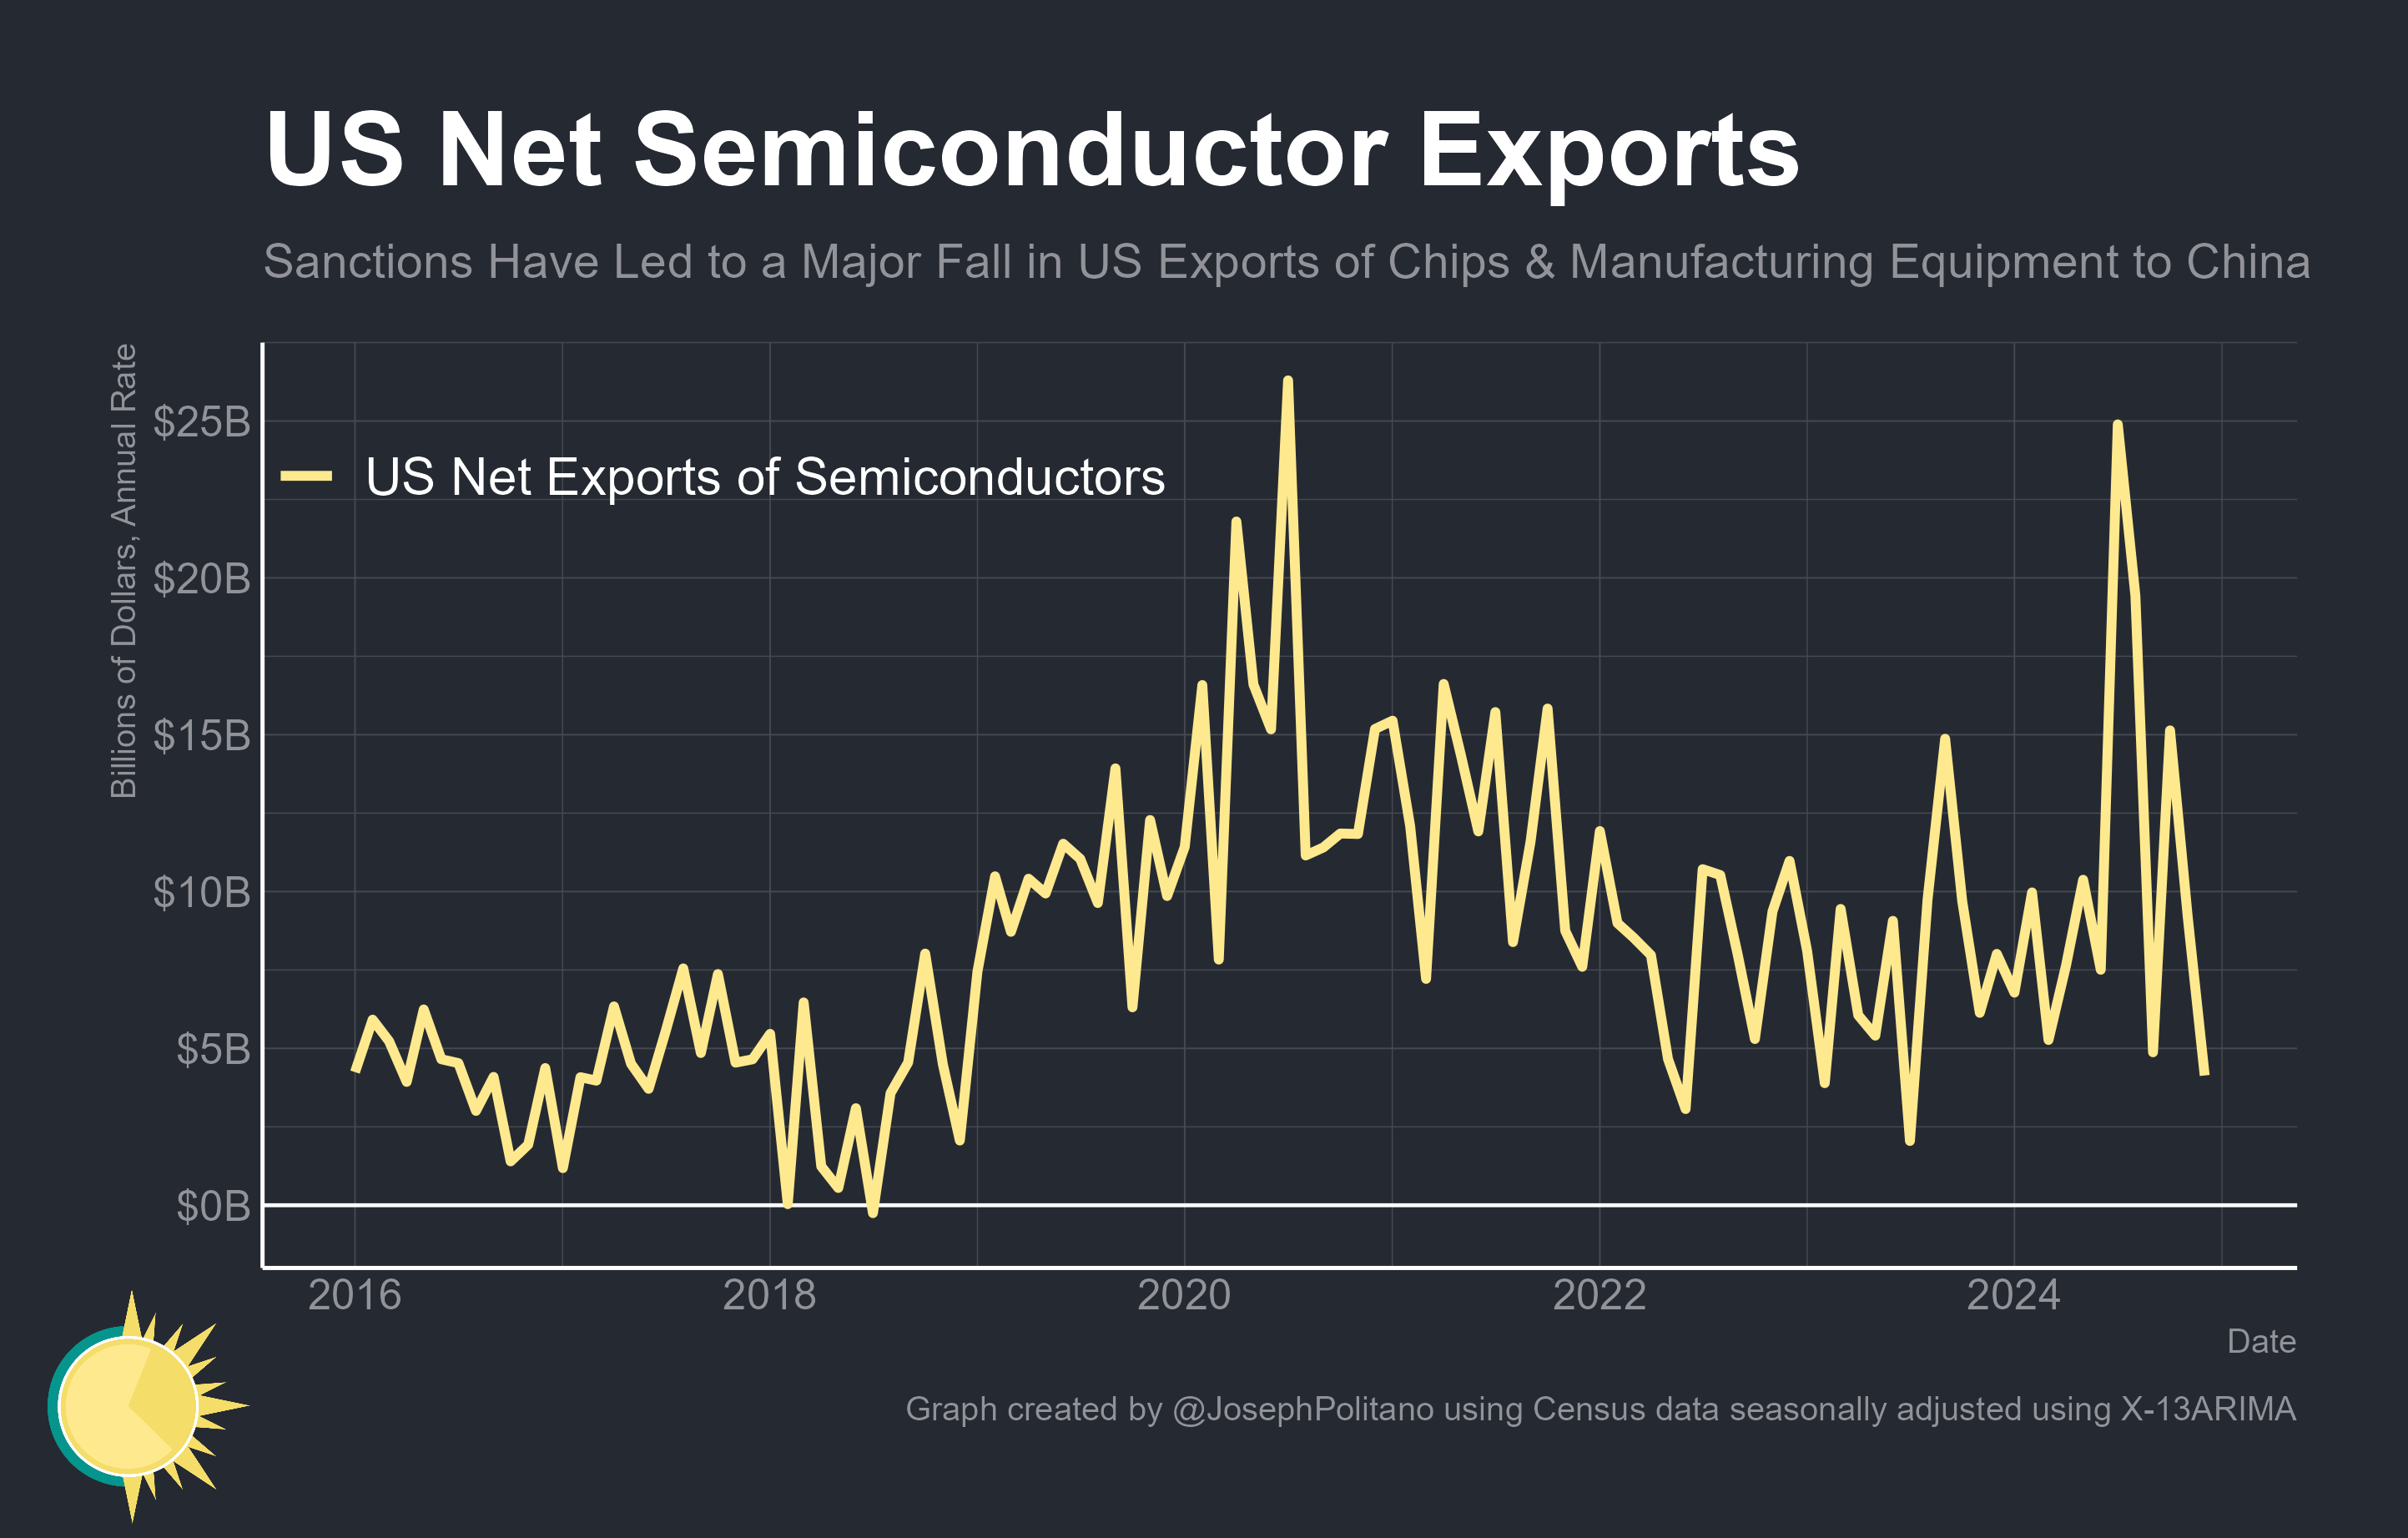 US Net Semiconductor Exports
Sanctions Have Led to a Major Fall in US Exports of Chips & Manufacturing Equipment to China
Billions of Dollars, Annual Rate
$25B
US Net Exports of Semiconductors
$20B
$15B
$10B
$5B
$0B
2016 2018 2020 2022 2024
Date
Graph created by @JosephPolitano using Census data seasonally adjusted using X-13ARIMA